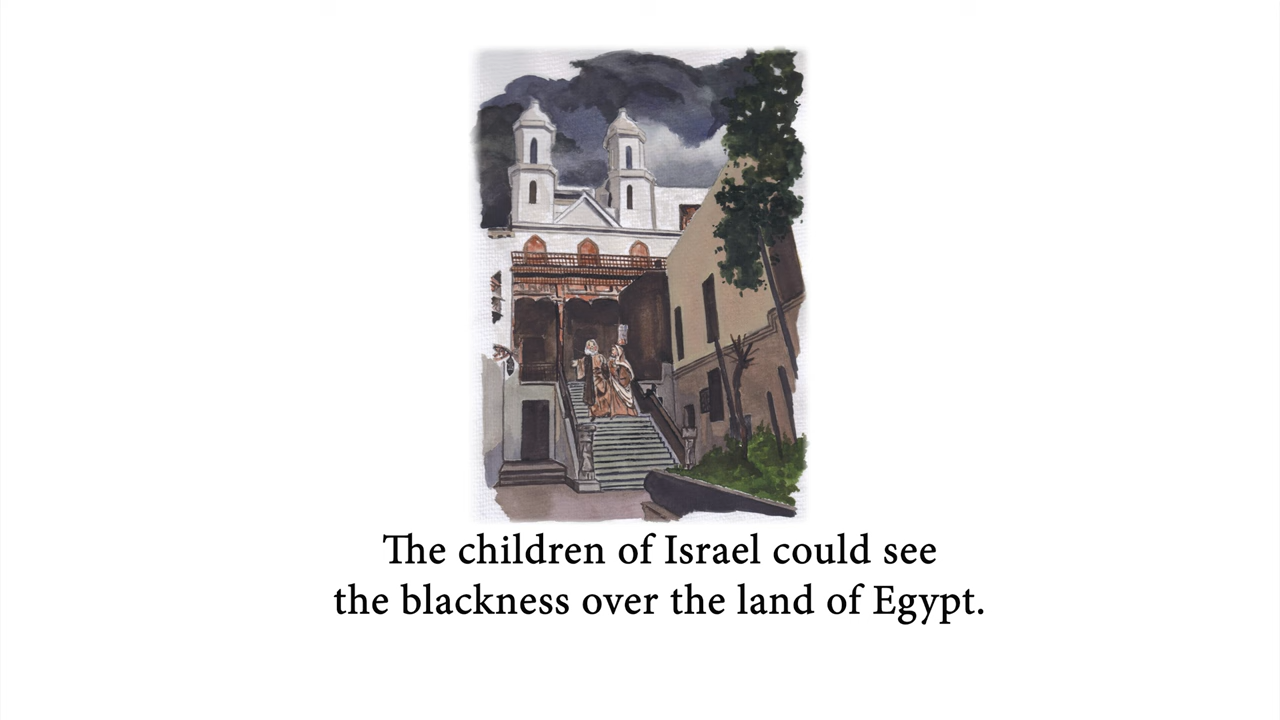 The children of Israel could see
the blackness over the land of Egypt.